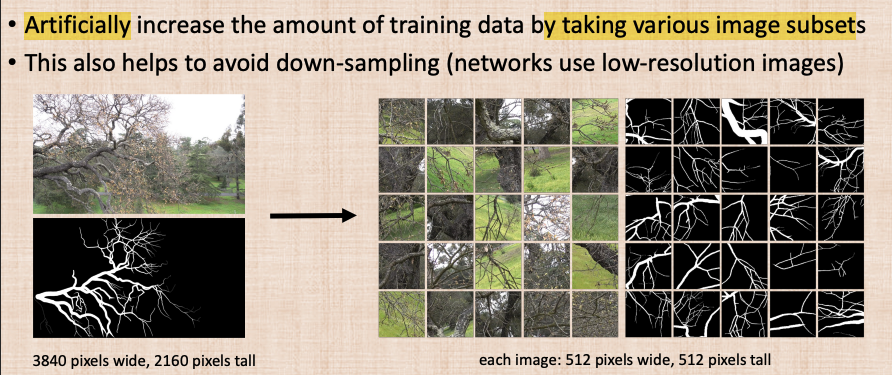 • Artificially increase the amount of training data by taking various image subsets
• This also helps to avoid down-sampling (networks use low-resolution images)
3840 pixels wide, 2160 pixels tall
each image: 512 pixels wide, 512 pixels tall